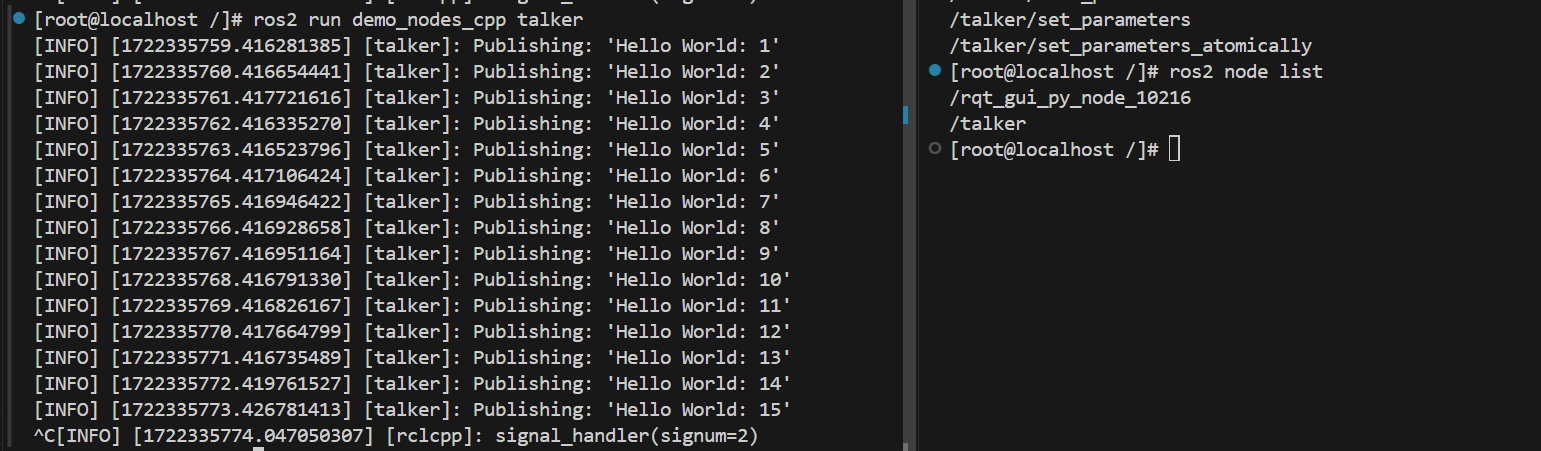 [root@localhost /]# ros2 run demo_nodes_cpp talker
[INFO] [1722335759.416281385] [talker]: Publishing: 'Hello World: 1'
[INFO] [1722335760.416654441] [talker]: Publishing: 'Hello World: 2'
[INFO] [1722335761.417721616] [talker]: Publishing: 'Hello World: 3'
[INFO] [1722335762.416335270] [talker]: Publishing: 'Hello World: 4'
[INFO] [1722335763.416523796] [talker]: Publishing: 'Hello World: 5'
[INFO] [1722335764.417106424] [talker]: Publishing: 'Hello World: 6'
[INFO] [1722335765.416946422] [talker]: Publishing: 'Hello World: 7'
[INFO] [1722335766.416928658] [talker]: Publishing: 'Hello World: 8'
[INFO] [1722335767.416951164] [talker]: Publishing: 'Hello World: 9'
[INFO] [1722335768.416791330] [talker]: Publishing: 'Hello World: 10'
[INFO] [1722335769.416826167] [talker]: Publishing: 'Hello World: 11'
[INFO] [1722335770.417664799] [talker]: Publishing: 'Hello World: 12'
[INFO] [1722335771.416735489] [talker]: Publishing: 'Hello World: 13'
[INFO] [1722335772.419761527] [talker]: Publishing: 'Hello World: 14'
[INFO] [1722335773.426781413] [talker]: Publishing: 'Hello World: 15'
^C[INFO] [1722335774.047050307] [rclcpp]: signal_handler(signum=2)
/talker/set_parameters
/talker/set_parameters_atomically
[root@localhost /]# ros2 node list
/rqt_gui_py_node_10216
/talker
[root@localhost /]#